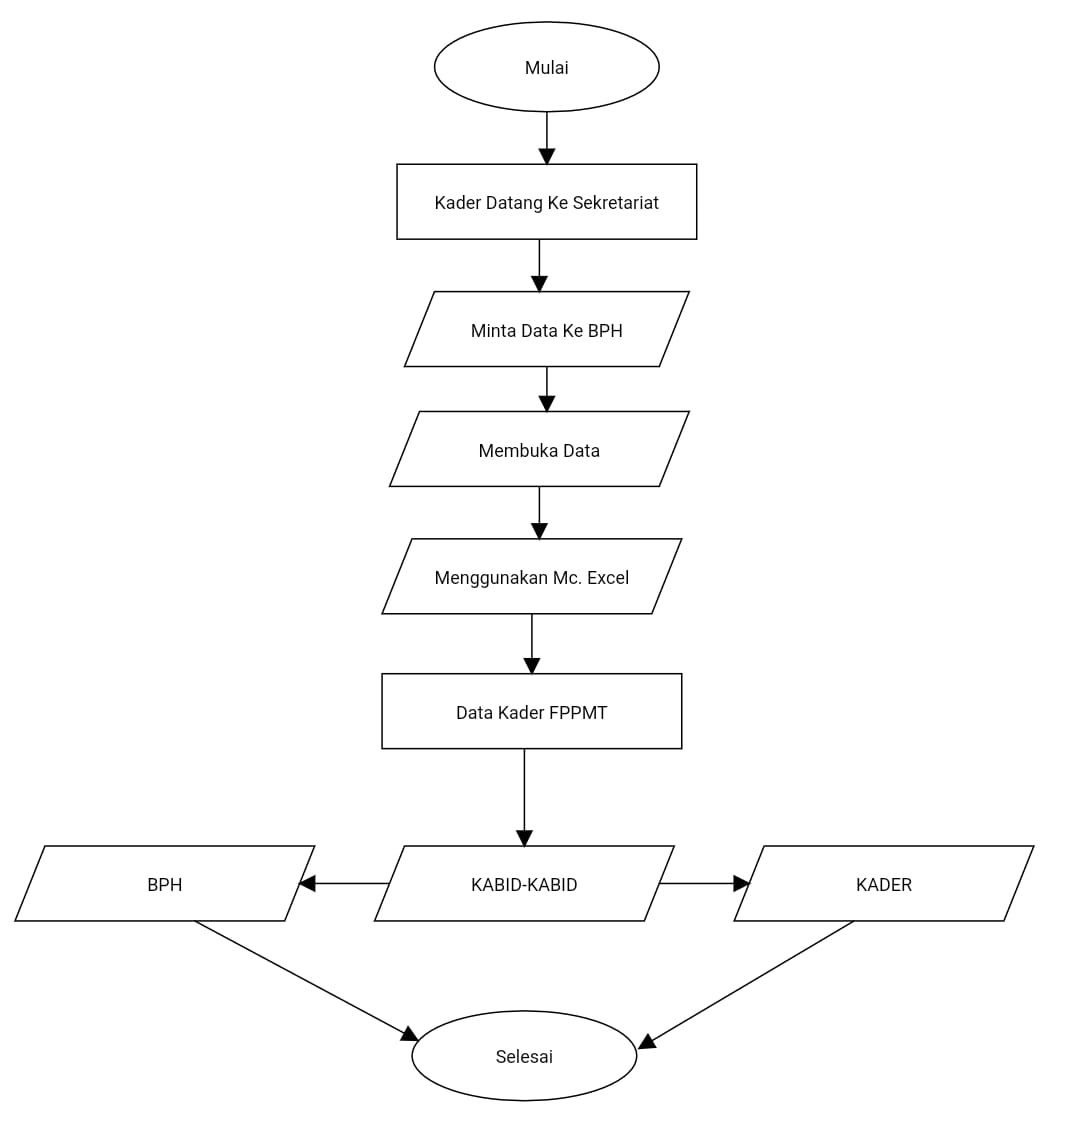 Mulai
Kader Datang Ke Sekretariat
Minta Data Ke BPH
Membuka Data
Menggunakan Mc. Excel
Data Kader FPPMT
BPH
KABID-KABID
KADER
Selesai